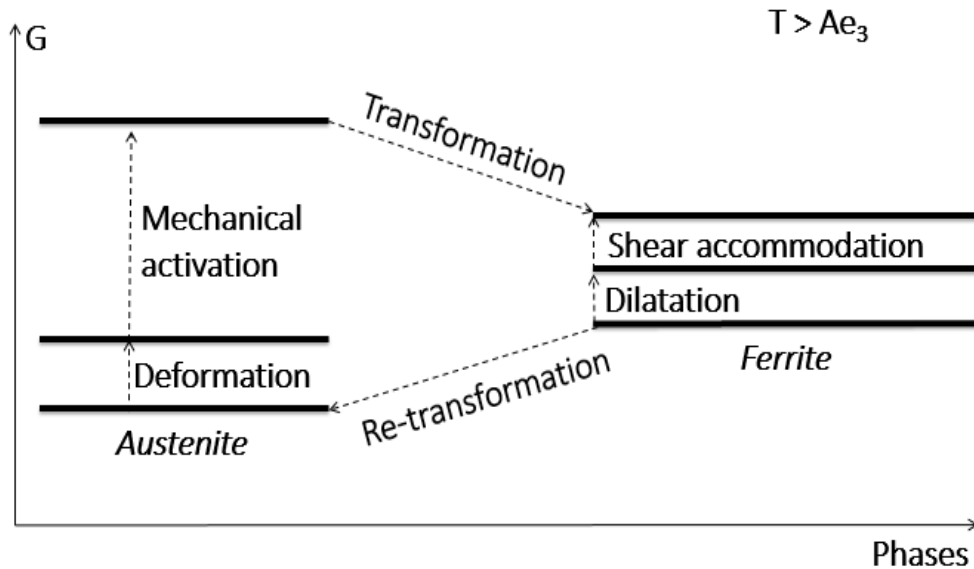 G
T > Ae₃
Transformation
Mechanical
activation
Shear accommodation
Dilatation
Ferrite
Deformation
Re-transformation
Austenite
Phases